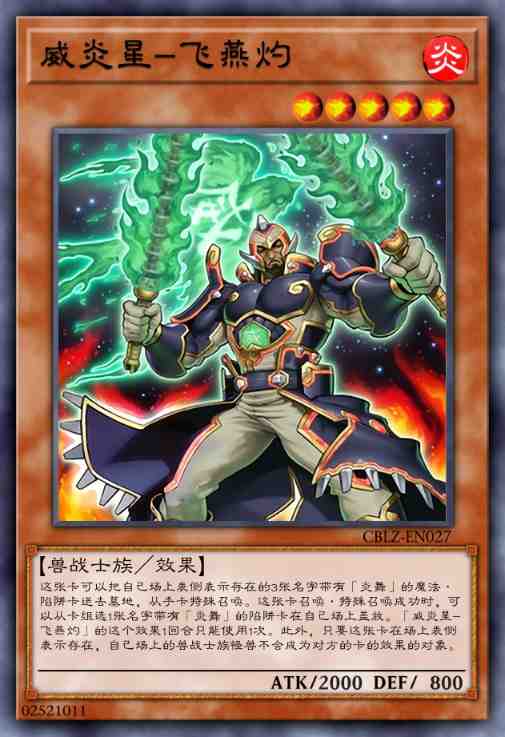 威炎星-飞燕灼
炎
CBLZ-EN027
【兽战士族／效果】
这张卡可以把自己场上表侧表示存在的3张名字带有「炎舞」的魔法·
陷阱卡送去墓地，从手卡特殊召唤。这张卡召唤·特殊召唤成功时，可
以从卡组选1张名字带有「炎舞」的陷阱卡在自己场上盖放。「威炎星-
飞燕灼」的这个效果1回合只能使用1次。此外，只要这张卡在场上表侧
表示存在，自己场上的兽战士族怪兽不会成为对方的卡的效果的对象。
ATK/2000 DEF/ 800
02521011